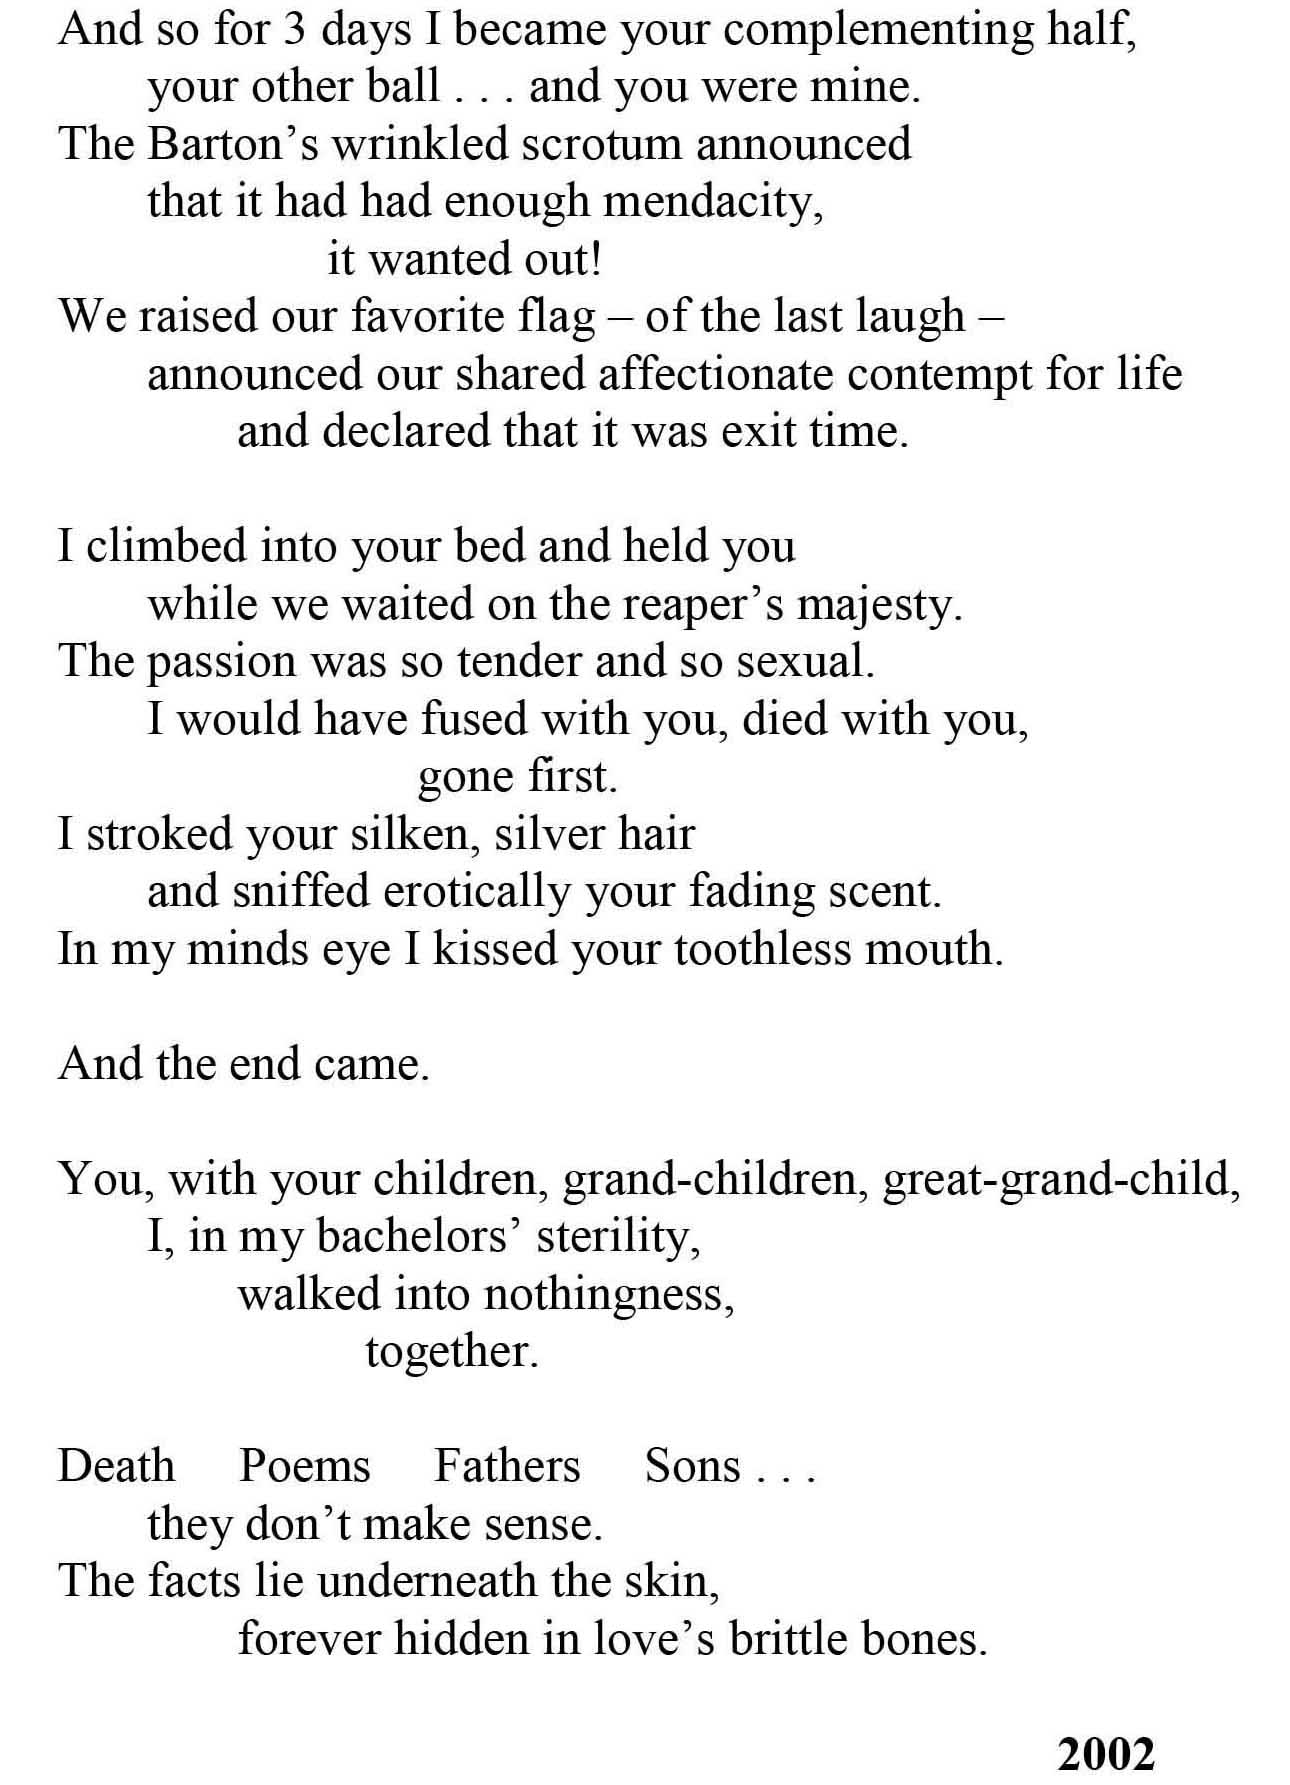 And so for 3 days I became your complementing half,
your other ball . . . and you were mine.
The Barton’s wrinkled scrotum announced
that it had had enough mendacity,
it wanted out!
We raised our favorite flag – of the last laugh –
announced our shared affectionate contempt for life
and declared that it was exit time.
I climbed into your bed and held you
while we waited on the reaper’s majesty.
The passion was so tender and so sexual.
I would have fused with you, died with you,
gone first.
I stroked your silken, silver hair
and sniffed erotically your fading scent.
In my minds eye I kissed your toothless mouth.
And the end came.
You, with your children, grand-children, great-grand-child,
I, in my bachelors’ sterility,
walked into nothingness,
together.
Death Poems Fathers Sons . . .
they don’t make sense.
The facts lie underneath the skin,
forever hidden in love’s brittle bones.
2002